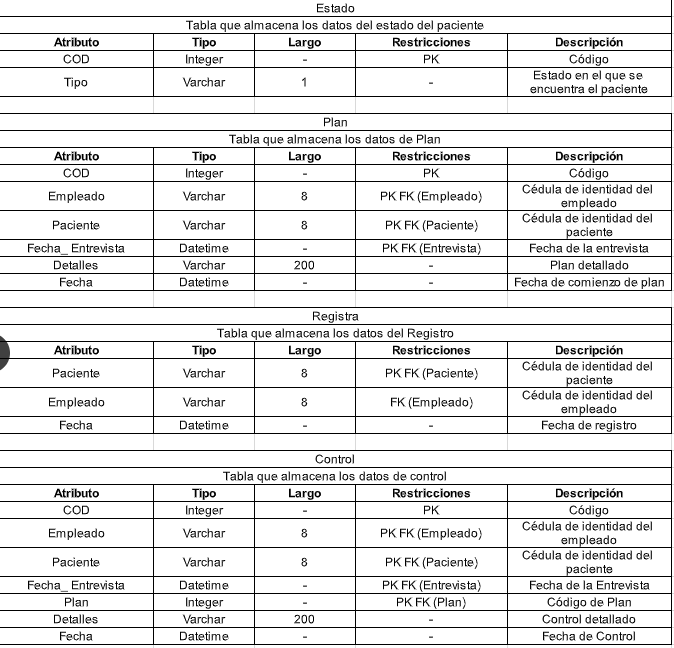 Estado
Tabla que almacena los datos del estado del paciente
Atributo Tipo Largo Restricciones Descripción
COD Integer - PK Código
Tipo Varchar 1 - Estado en el que se
encuentra el paciente
Plan
Tabla que almacena los datos de Plan
Atributo Tipo Largo Restricciones Descripción
COD Integer - PK Código
Empleado Varchar 8 PK FK (Empleado) Cédula de identidad del
empleado
Paciente Varchar 8 PK FK (Paciente) Cédula de identidad del
paciente
Fecha_ Entrevista Datetime - PK FK (Entrevista) Fecha de la entrevista
Detalles Varchar 200 - Plan detallado
Fecha Datetime - - Fecha de comienzo de plan
Registra
Tabla que almacena los datos del Registro
Atributo Tipo Largo Restricciones Descripción
Paciente Varchar 8 PK FK (Paciente) Cédula de identidad del
paciente
Empleado Varchar 8 FK (Empleado) Cédula de identidad del
empleado
Fecha Datetime - - Fecha de registro
Control
Tabla que almacena los datos de control
Atributo Tipo Largo Restricciones Descripción
COD Integer - PK Código
Empleado Varchar 8 PK FK (Empleado) Cédula de identidad del
empleado
Paciente Varchar 8 PK FK (Paciente) Cédula de identidad del
paciente
Fecha_ Entrevista Datetime - PK FK (Entrevista) Fecha de la Entrevista
Plan Integer - PK FK (Plan) Código de Plan
Detalles Varchar 200 - Control detallado
Fecha Datetime - - Fecha de Control